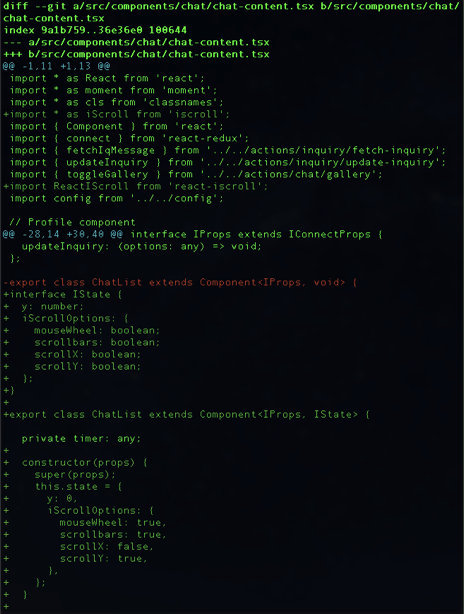 diff --git a/src/components/chat/chat-content.tsx b/src/components/chat/
chat-content.tsx
index 9a1b759..36e36e0 100644
--- a/src/components/chat/chat-content.tsx
+++ b/src/components/chat/chat-content.tsx
@@ -1,11 +1,13 @@
 import * as React from 'react';
 import * as moment from 'moment';
 import * as cls from 'classnames';
+import * as iScroll from 'iscroll';
 import { Component } from 'react';
 import { connect } from 'react-redux';
 import { fetchIqMessage } from '../../actions/inquiry/fetch-inquiry';
 import { updateInquiry } from '../../actions/inquiry/update-inquiry';
 import { toggleGallery } from '../../actions/chat/gallery';
+import ReactIScroll from 'react-iscroll';
 import config from '../../config';

 // Profile component
@@ -28,14 +30,40 @@ interface IProps extends IConnectProps {
   updateInquiry: (options: any) => void;
 };

-export class ChatList extends Component<IProps, void> {
+interface IState {
+  y: number;
+  iScrollOptions: {
+    mouseWheel: boolean;
+    scrollbars: boolean;
+    scrollX: boolean;
+    scrollY: boolean;
+  };
+}
+
+export class ChatList extends Component<IProps, IState> {

   private timer: any;
+
+  constructor(props) {
+    super(props);
+    this.state = {
+      y: 0,
+      iScrollOptions: {
+        mouseWheel: true,
+        scrollbars: true,
+        scrollX: false,
+        scrollY: true,
+      },
+    };
+  }
+